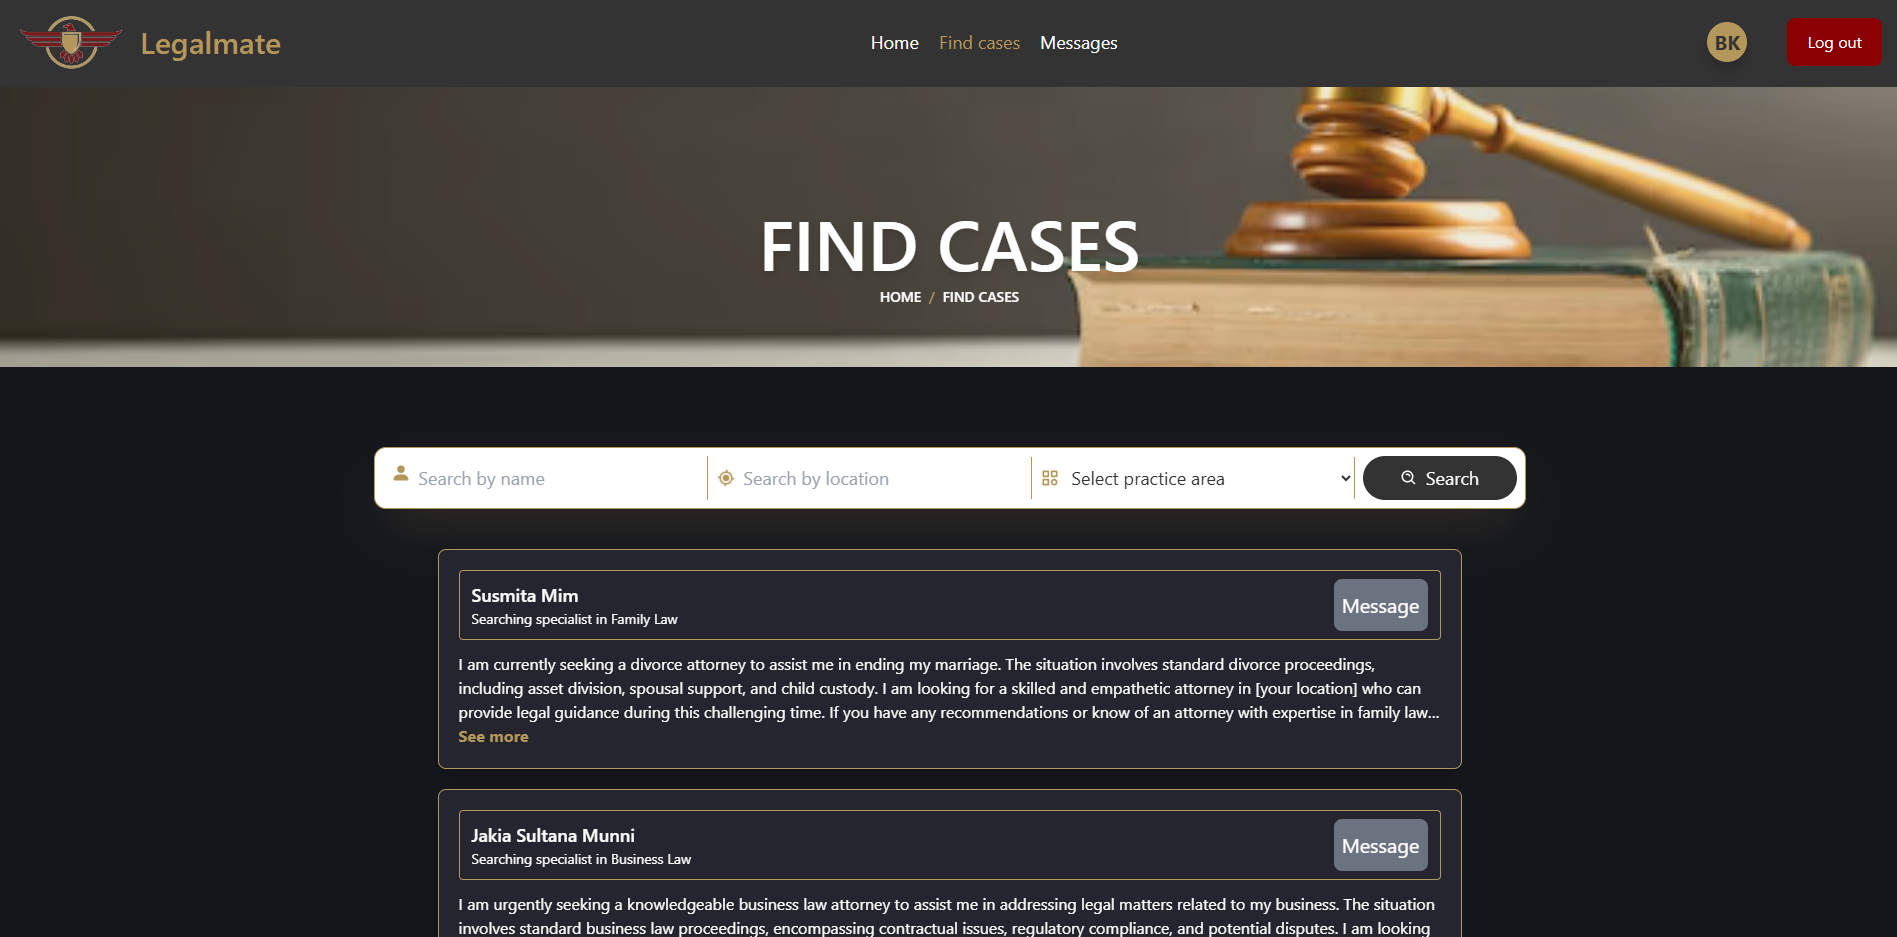 Legalmate
Home Find cases Messages
BK
Log out
FIND CASES
HOME / FIND CASES
Search by name
Search by location
Select practice area
Search
Susmita Mim
Searching specialist in Family Law
Message
I am currently seeking a divorce attorney to assist me in ending my marriage. The situation involves standard divorce proceedings,
including asset division, spousal support, and child custody. I am looking for a skilled and empathetic attorney in [your location] who can
provide legal guidance during this challenging time. If you have any recommendations or know of an attorney with expertise in family law...
See more
Jakia Sultana Munni
Searching specialist in Business Law
Message
I am urgently seeking a knowledgeable business law attorney to assist me in addressing legal matters related to my business. The situation
involves standard business law proceedings, encompassing contractual issues, regulatory compliance, and potential disputes. I am looking